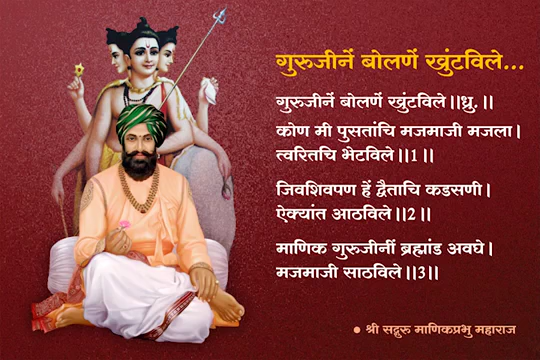 गुरुजीनें बोलणें खुंटविले...
गुरुजीनें बोलणें खुंटविले ||ध्रु.||
कोण मी पुसतांचि मजमाजी मजला |
त्वरितचि भेटविले ||1||
जिवशिवपण हें द्वैताचि कडसणी |
ऐक्यांत आठविले ||2||
माणिक गुरुजीनीं ब्रह्मांड अवघे |
मजमाजी साठविले ||3||
• श्री सद्गुरु माणिकप्रभु महाराज